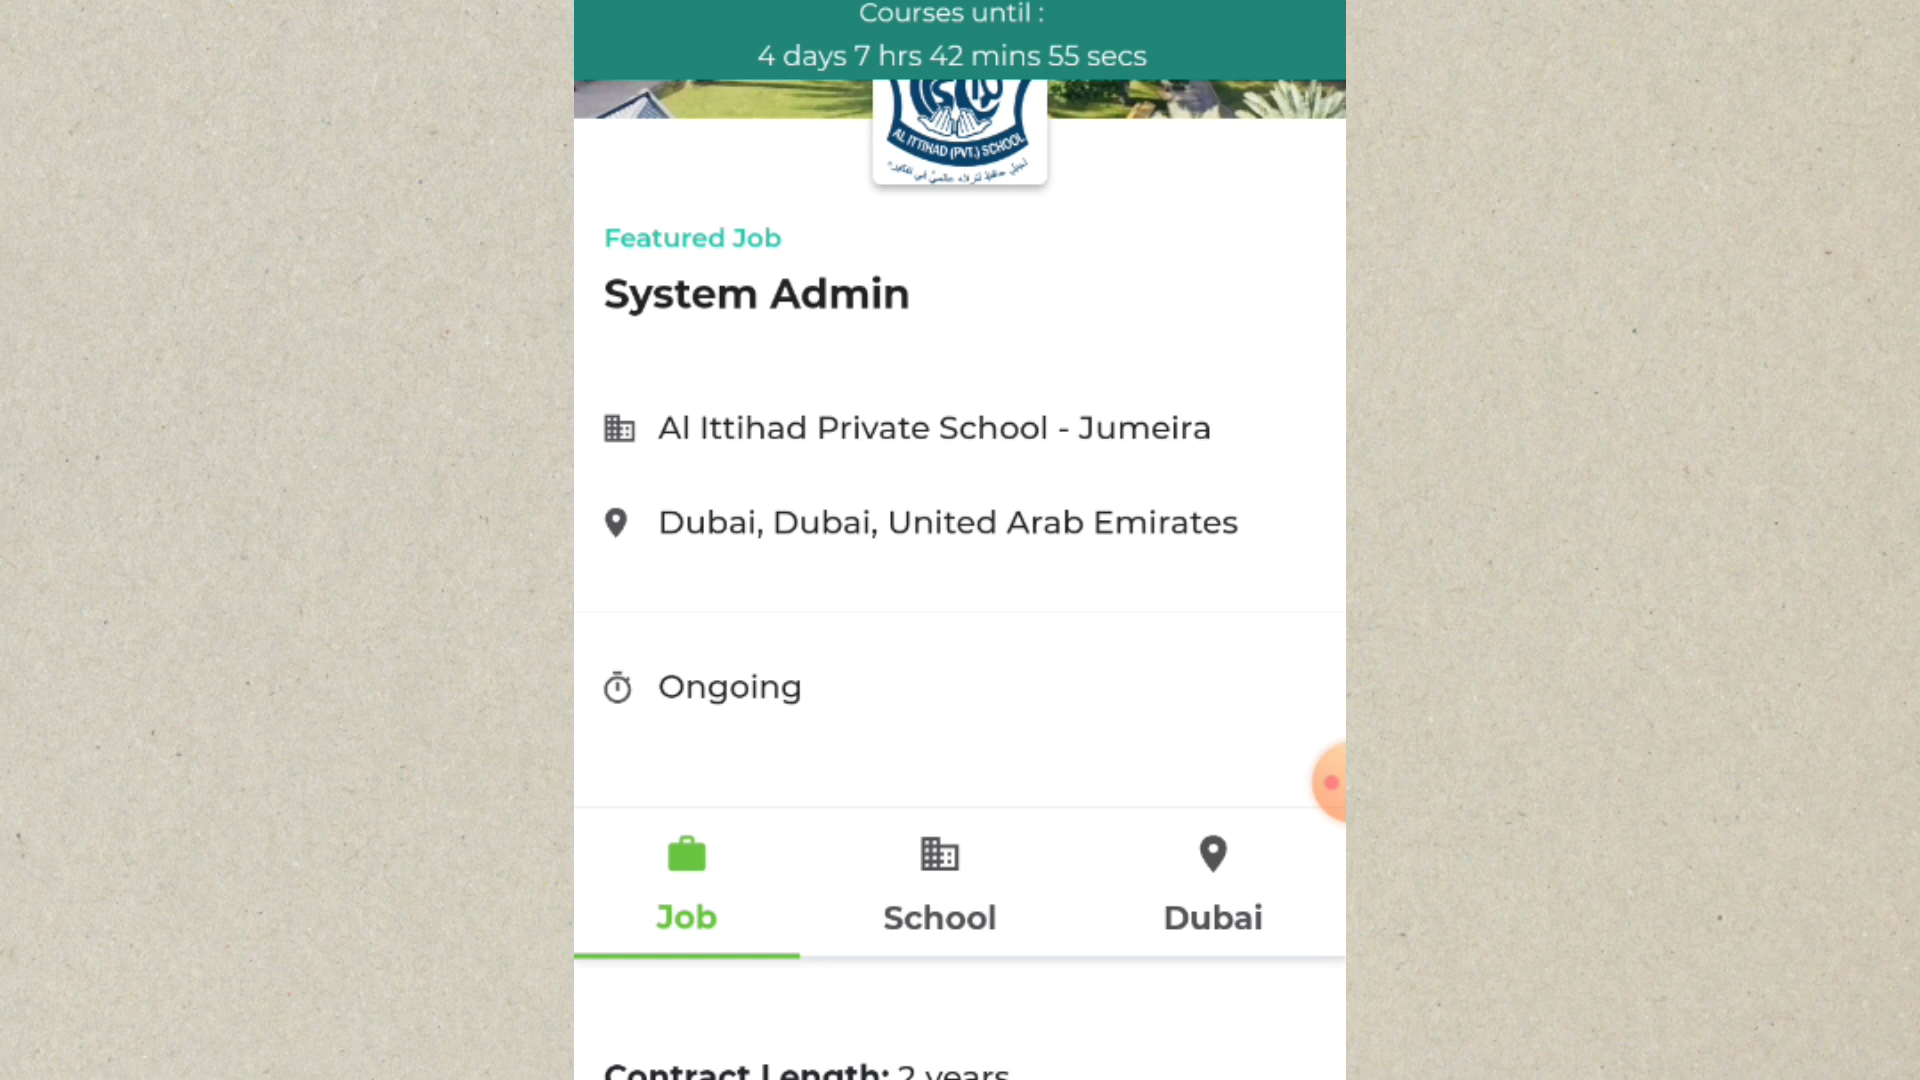 Courses until :
4 days 7 hrs 42 mins 55 secs
AL ITTIHAD (PVT.) SCHOOL
Featured Job
System Admin
Al Ittihad Private School - Jumeira
Dubai, Dubai, United Arab Emirates
Ongoing
Job
School
Dubai
Contract Length: 2 years